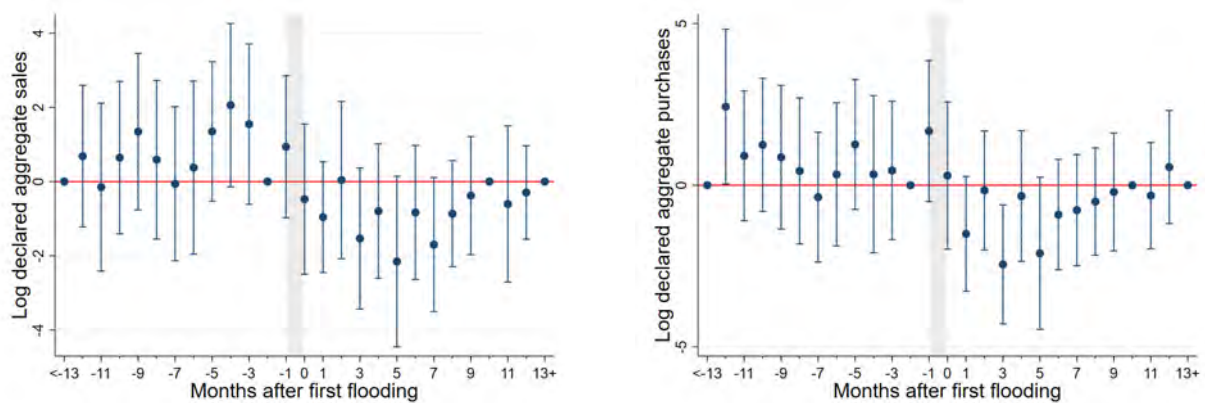 Log declared aggregate sales
4
2
0
-2
-4
<-13 -11 -9 -7 -5 -3 -1 0 1 3 5 7 9 11 13+
Months after first flooding
Log declared aggregate purchases
5
0
-5
<-13 -11 -9 -7 -5 -3 -1 0 1 3 5 7 9 11 13+
Months after first flooding